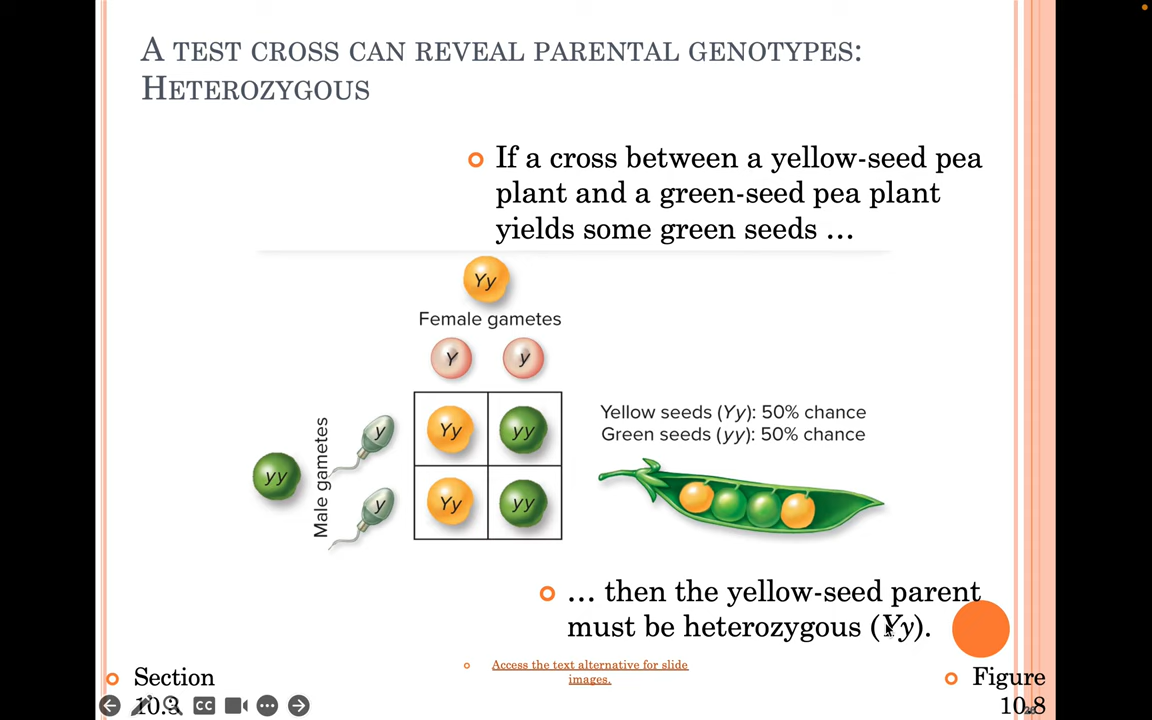 A TEST CROSS CAN REVEAL PARENTAL GENOTYPES:
HETEROZYGOUS
If a cross between a yellow-seed pea
plant and a green-seed pea plant
yields some green seeds …
Yy
Female gametes
Y y
Male gametes
yy
y
y
Yy yy
Yy yy
Yellow seeds (Yy): 50% chance
Green seeds (yy): 50% chance
… then the yellow-seed parent
must be heterozygous (Yy).
Access the text alternative for slide
images.
Section
10.3
Figure
10.8
CC